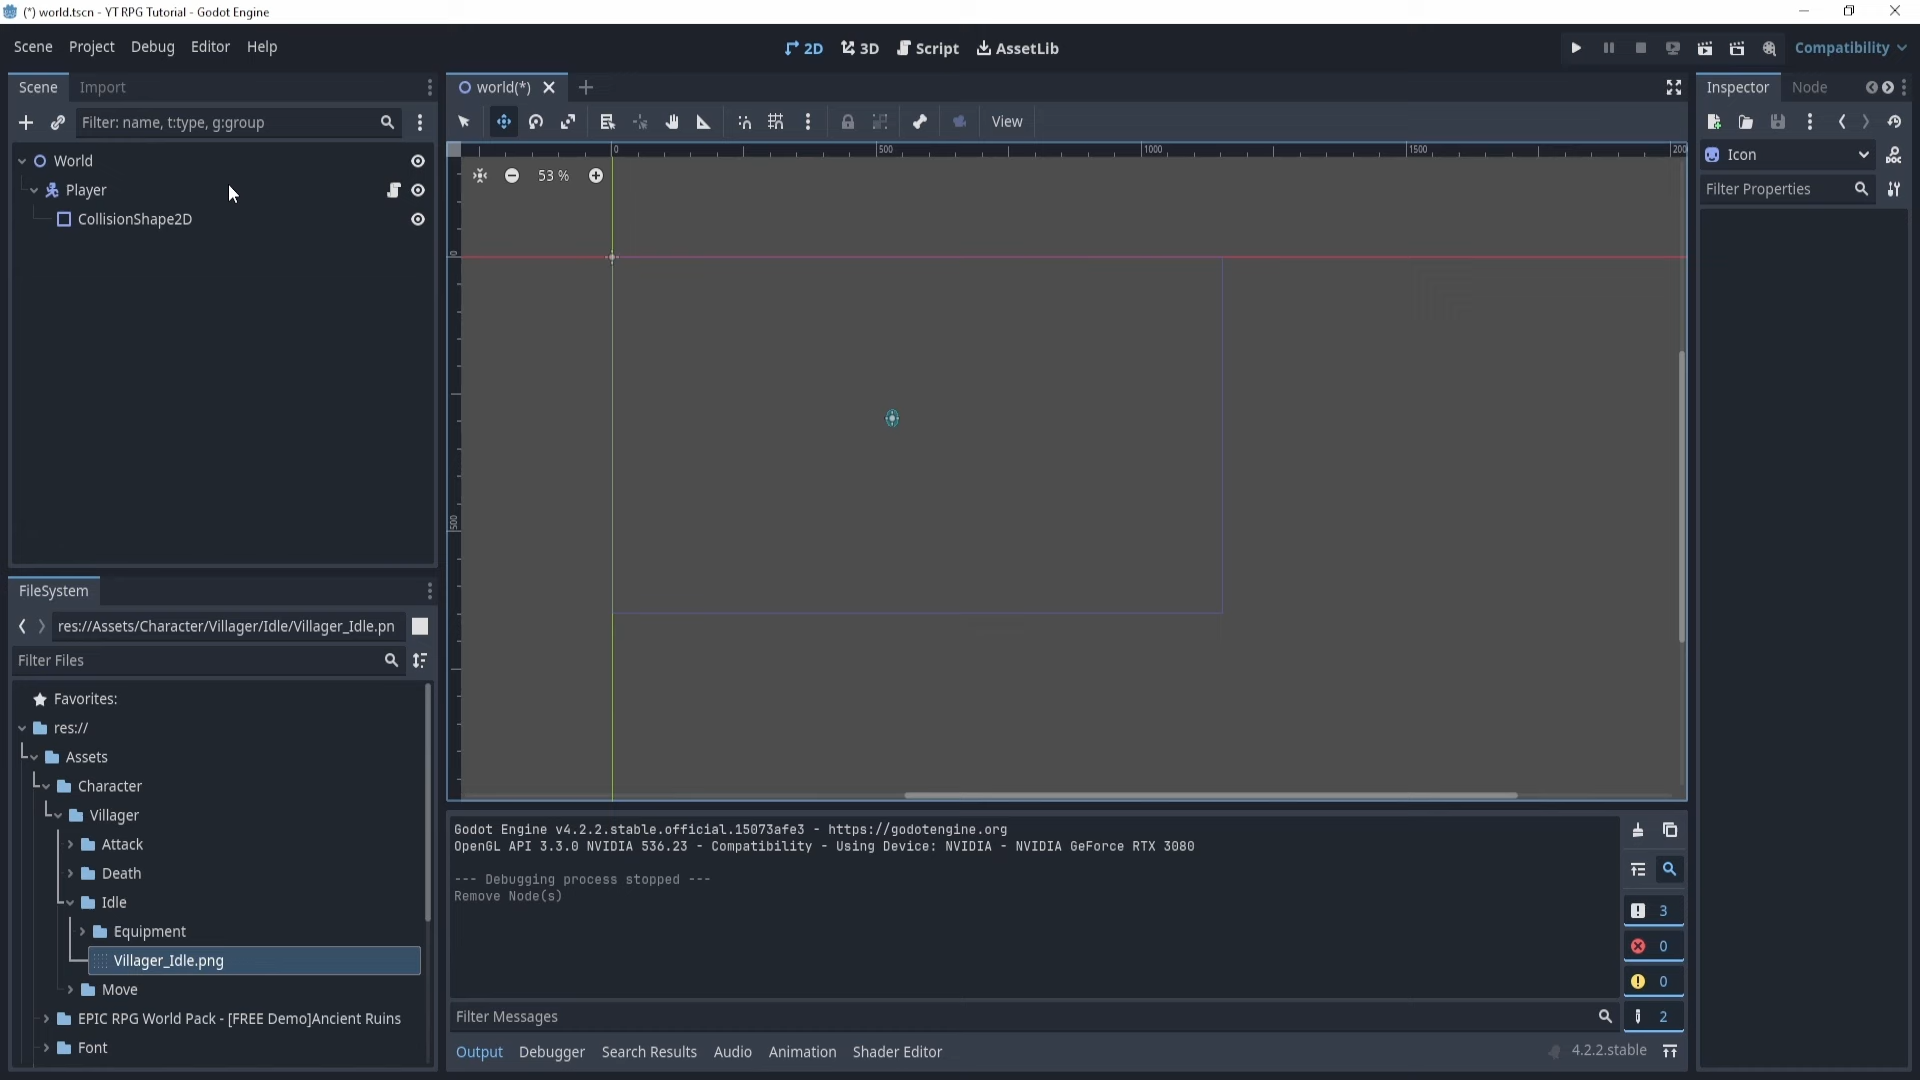 (*) world.tscn - YT RPG Tutorial - Godot Engine
Scene Project Debug Editor Help
2D 3D Script AssetLib
Compatibility
Scene Import
Filter: name, t:type, g:group
World
Player
CollisionShape2D
world(*)
View
53 %
0
500
1000
1500
200
0
500
Inspector Node
Icon
DOC
Filter Properties
FileSystem
res://Assets/Character/Villager/Idle/Villager_Idle.pn
Filter Files
Favorites:
res://
Assets
Character
Villager
Attack
Death
Idle
Equipment
Villager_Idle.png
Move
EPIC RPG World Pack - [FREE Demo]Ancient Ruins
Font
Godot Engine v4.2.2.stable.official.15073afe3 - https://godotengine.org
OpenGL API 3.3.0 NVIDIA 536.23 - Compatibility - Using Device: NVIDIA - NVIDIA GeForce RTX 3080
--- Debugging process stopped ---
Remove Node(s)
3
0
0
2
Filter Messages
Output Debugger Search Results Audio Animation Shader Editor
4.2.2.stable